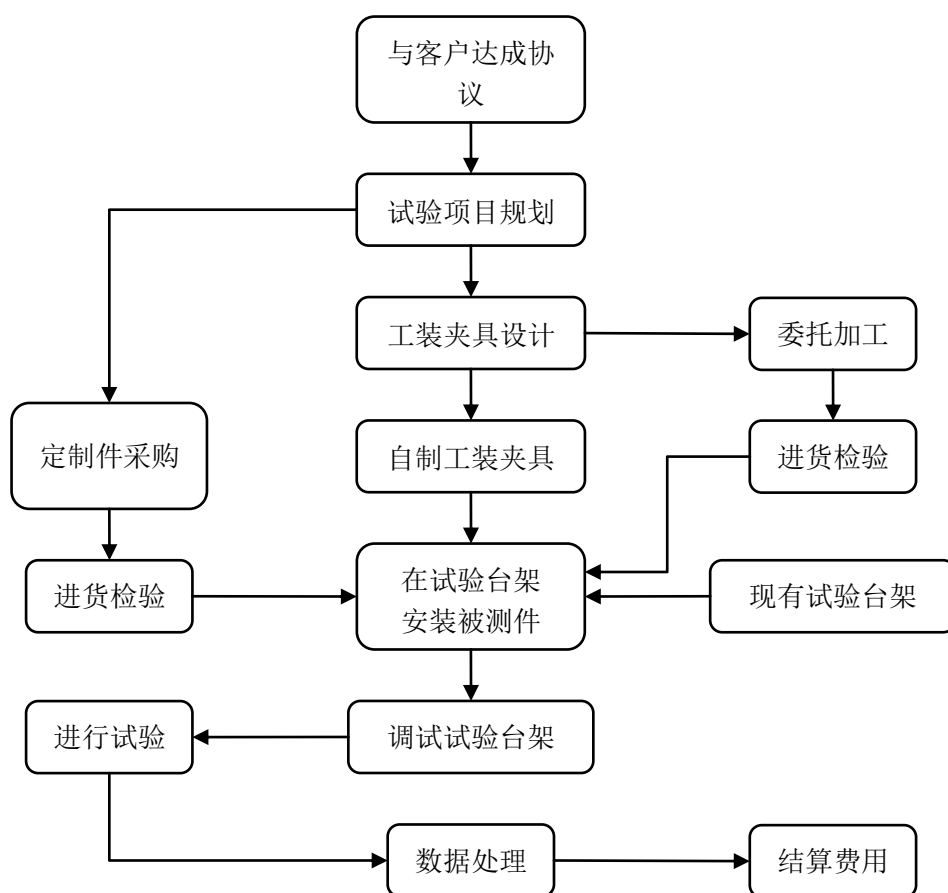 与客户达成协
议
试验项目规划
工装夹具设计
委托加工
定制件采购
自制工装夹具
进货检验
进货检验
在试验台架
安装被测件
现有试验台架
进行试验
调试试验台架
数据处理
结算费用